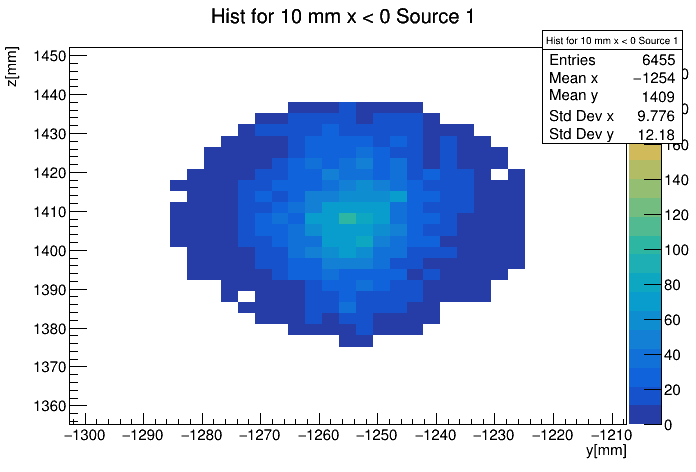 Hist for 10 mm x < 0 Source 1
Hist for 10 mm x < 0 Source 1
Entries 6455
Mean x −1254
Mean y 1409
Std Dev x 9.776
Std Dev y 12.18
z[mm]
1450
1440
1430
1420
1410
1400
1390
1380
1370
1360
−1300 −1290 −1280 −1270 −1260 −1250 −1240 −1230 −1220 −1210
y[mm]
160
140
120
100
80
60
40
20
0